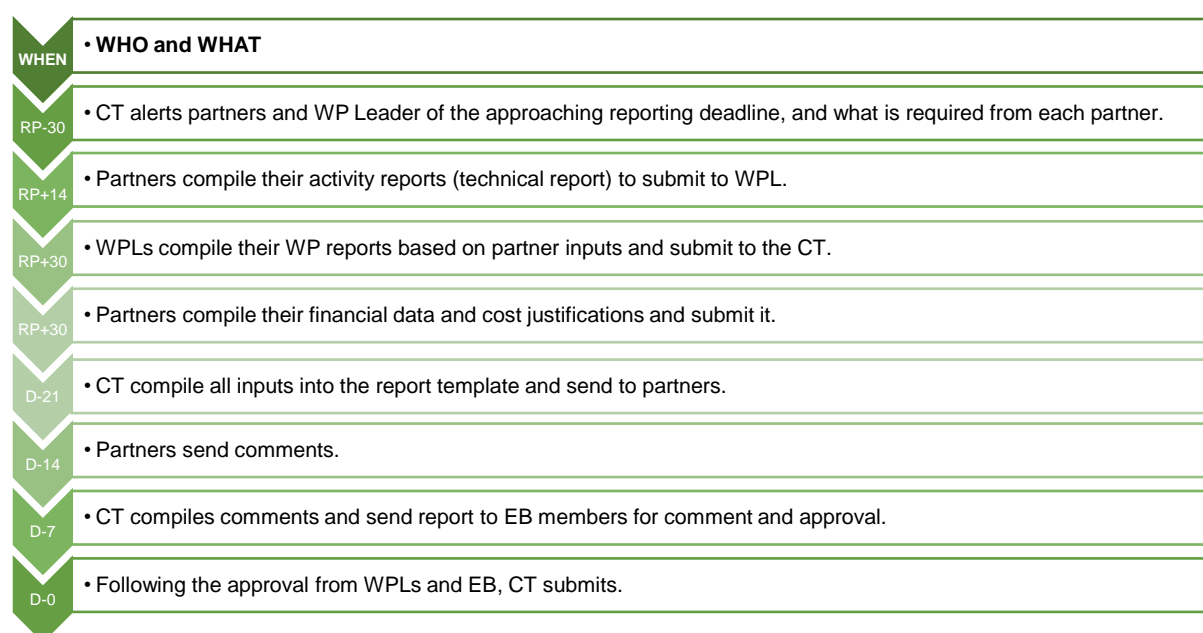 WHEN
• WHO and WHAT
RP-30
• CT alerts partners and WP Leader of the approaching reporting deadline, and what is required from each partner.
RP+14
• Partners compile their activity reports (technical report) to submit to WPL.
RP+30
• WPLs compile their WP reports based on partner inputs and submit to the CT.
RP+30
• Partners compile their financial data and cost justifications and submit it.
D-21
• CT compile all inputs into the report template and send to partners.
D-14
• Partners send comments.
D-7
• CT compiles comments and send report to EB members for comment and approval.
D-0
• Following the approval from WPLs and EB, CT submits.